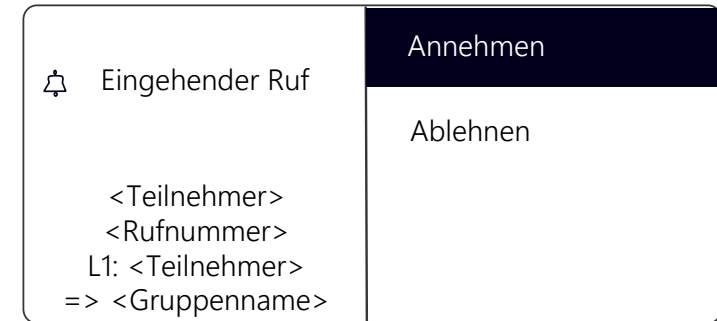 Eingehender Ruf
<Teilnehmer>
<Rufnummer>
L1: <Teilnehmer>
=> <Gruppenname>
Annehmen
Ablehnen